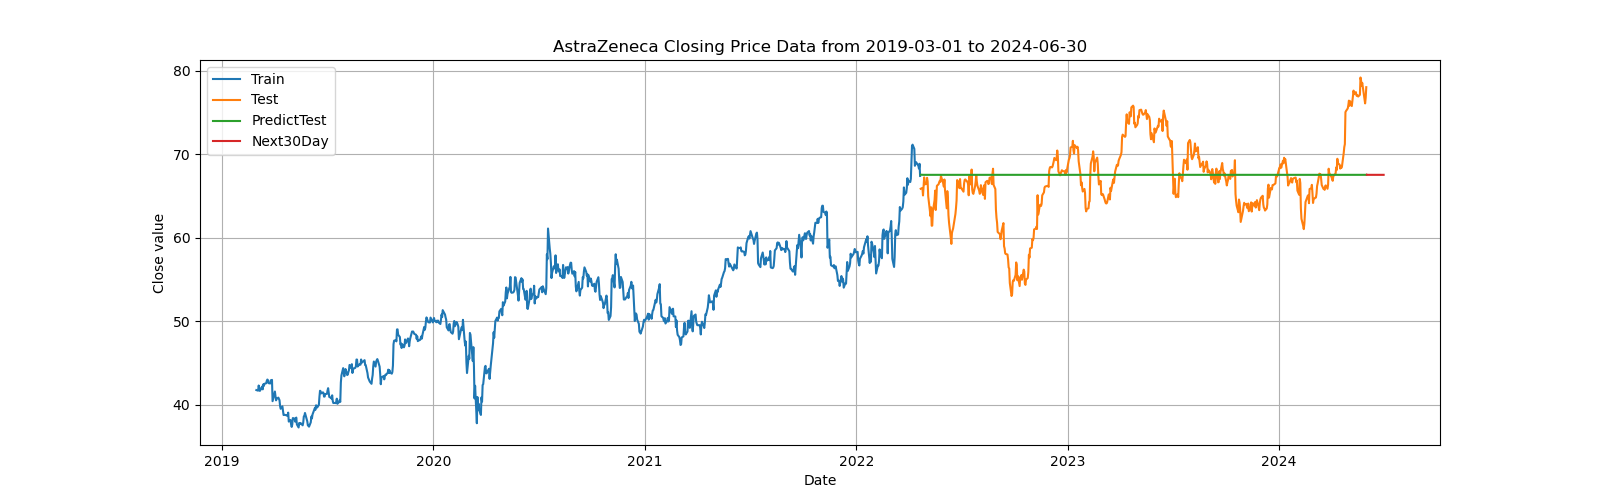 AstraZeneca Closing Price Data from 2019-03-01 to 2024-06-30
Train
Test
PredictTest
Next30Day
80
70
60
50
40
Close value
2019
2020
2021
2022
2023
2024
Date